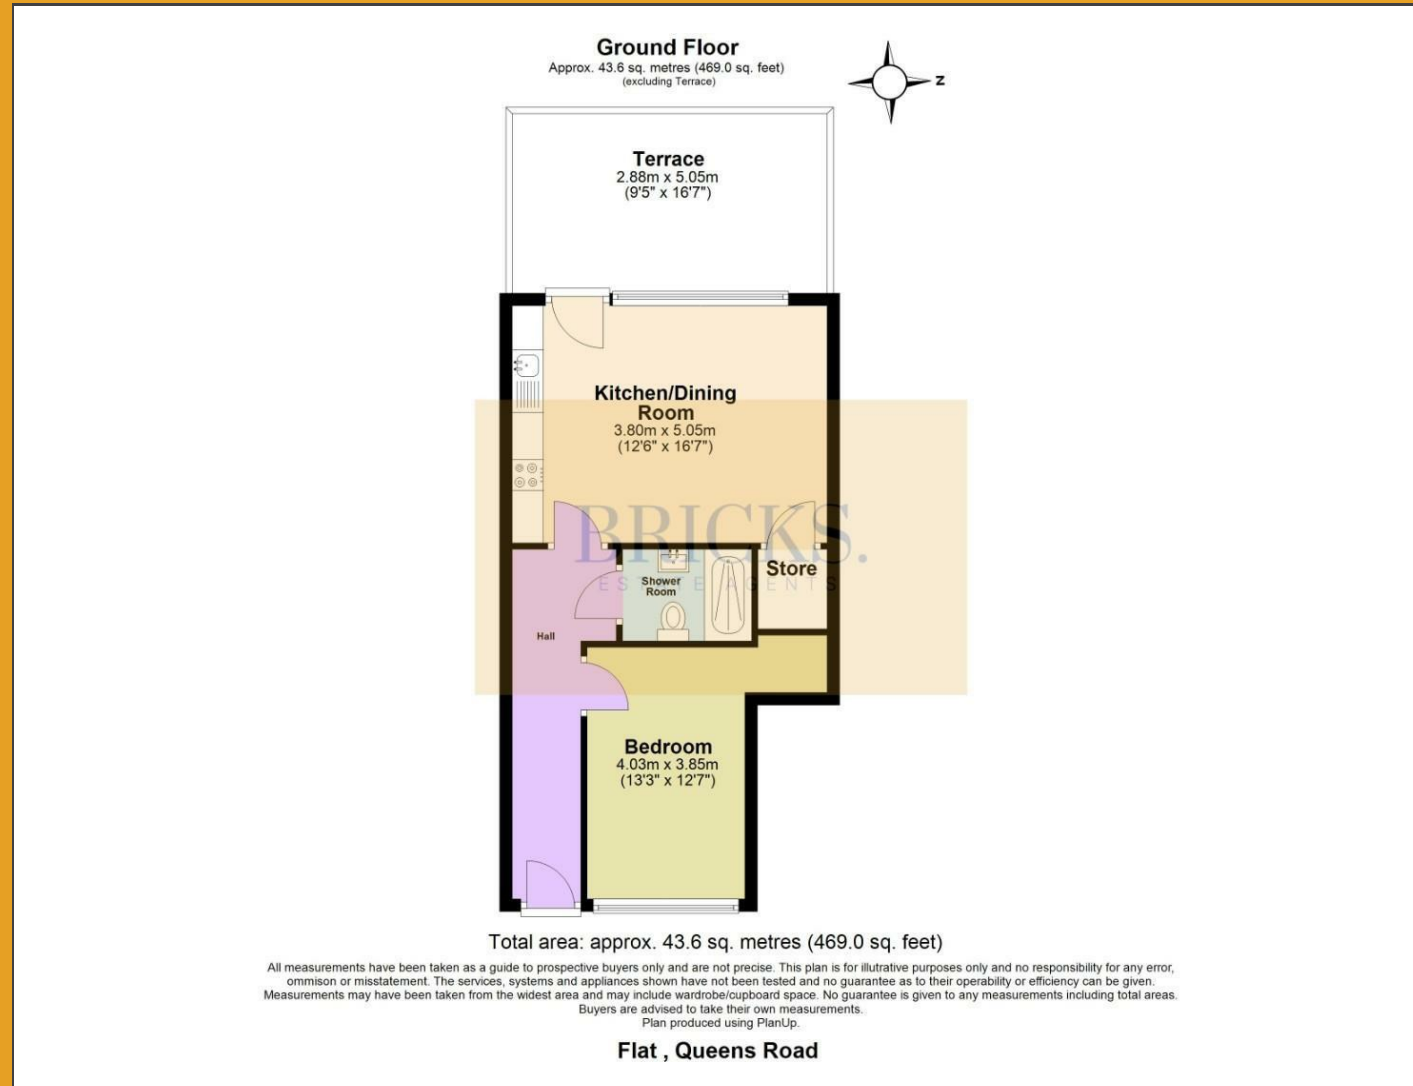 Ground Floor
Approx. 43.6 sq. metres (469.0 sq. feet)
(excluding Terrace)
N
Terrace
2.88m x 5.05m
(9'5" x 16'7")
Kitchen/Dining
Room
3.80m x 5.05m
(12'6" x 16'7")
BRICKS.
ESTATE AGENTS
Store
Shower
Room
Hall
Bedroom
4.03m x 3.85m
(13'3" x 12'7")
Total area: approx. 43.6 sq. metres (469.0 sq. feet)
All measurements have been taken as a guide to prospective buyers only and are not precise. This plan is for illutrative purposes only and no responsibility for any error,
ommison or misstatement. The services, systems and appliances shown have not been tested and no guarantee as to their operability or efficiency can be given.
Measurements may have been taken from the widest area and may include wardrobe/cupboard space. No guarantee is given to any measurements including total areas.
Buyers are advised to take their own measurements.
Plan produced using PlanUp.
Flat , Queens Road